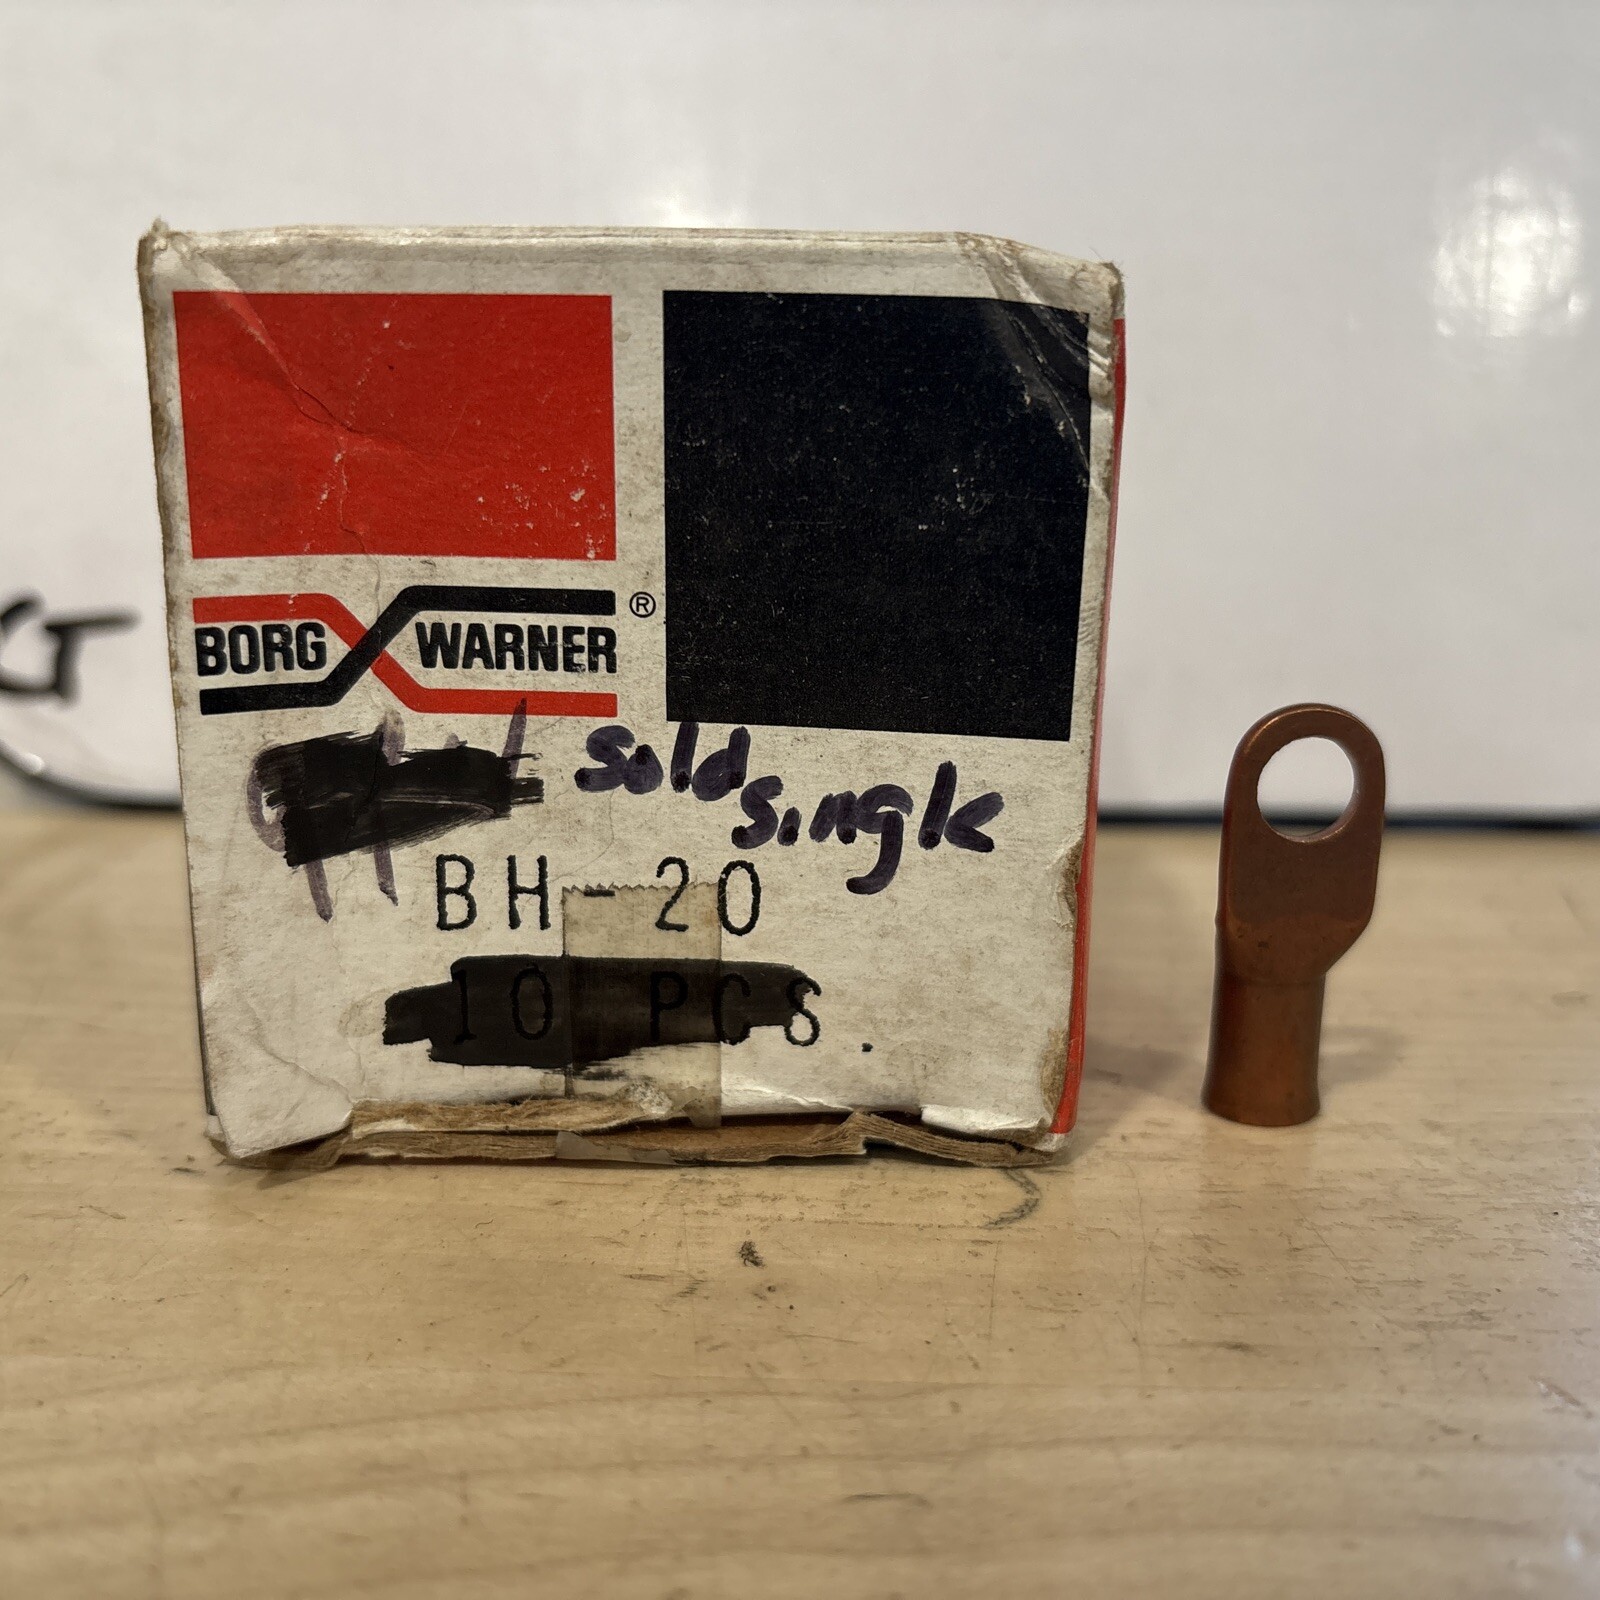 BORG WARNER ®
Sold
Single
BH-20
10 PCS.